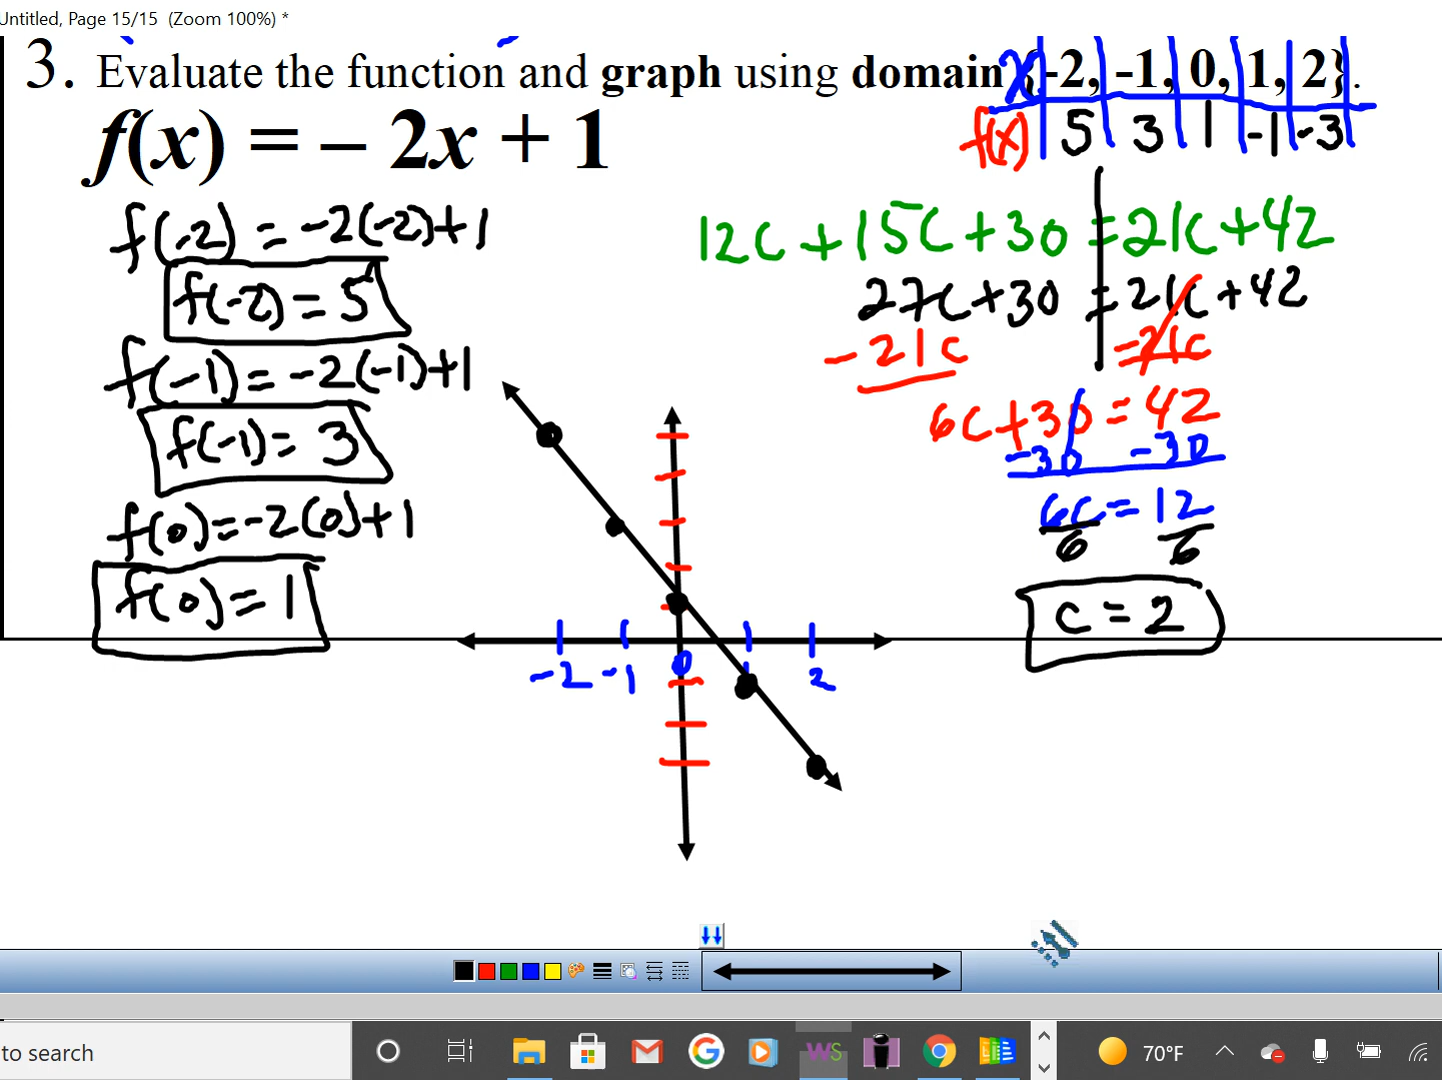 Untitled, Page 15/15 (Zoom 100%) *
3. Evaluate the function and graph using domain {-2, -1, 0, 1, 2}.
x
f(x) 5 3 1 -1 -3
f(x) = – 2x + 1
f(-2) = -2(-2)+1
f(-2) = 5
f(-1) = -2(-1)+1
f(-1) = 3
f(0) = -2(0)+1
f(0) = 1
12c + 15c + 30 = 21c + 42
27c + 30 = 21c + 42
-21c -21c
6c + 30 = 42
-30 -30
6c = 12
6 6
c = 2
-2 -1 0 1 2
to search
WS
70°F